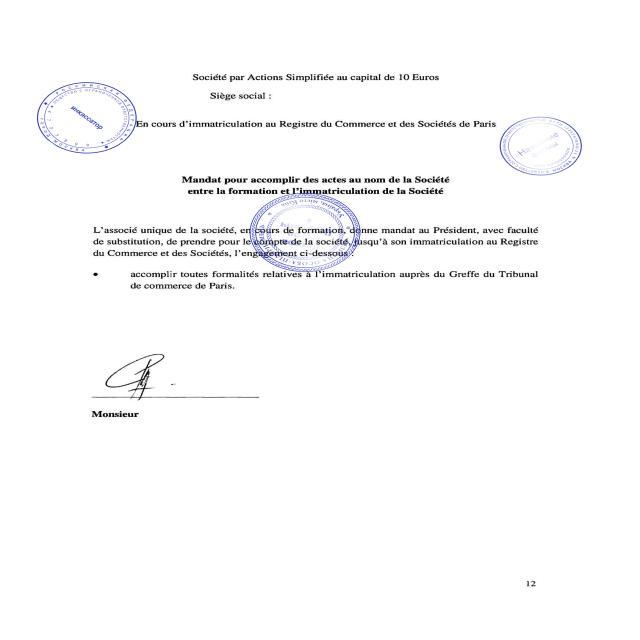 Société par Actions Simplifiée au capital de 10 Euros
Siège social :
инкассатор
En cours d’immatriculation au Registre du Commerce et des Sociétés de Paris
Mandat pour accomplir des actes au nom de la Société
entre la formation et l’immatriculation de la Société
L’associé unique de la société, en cours de formation, donne mandat au Président, avec faculté
de substitution, de prendre pour le compte de la société, jusqu’à son immatriculation au Registre
du Commerce et des Sociétés, l’engagement ci-dessous :
• accomplir toutes formalités relatives à l’immatriculation auprès du Greffe du Tribunal
de commerce de Paris.
Monsieur
12